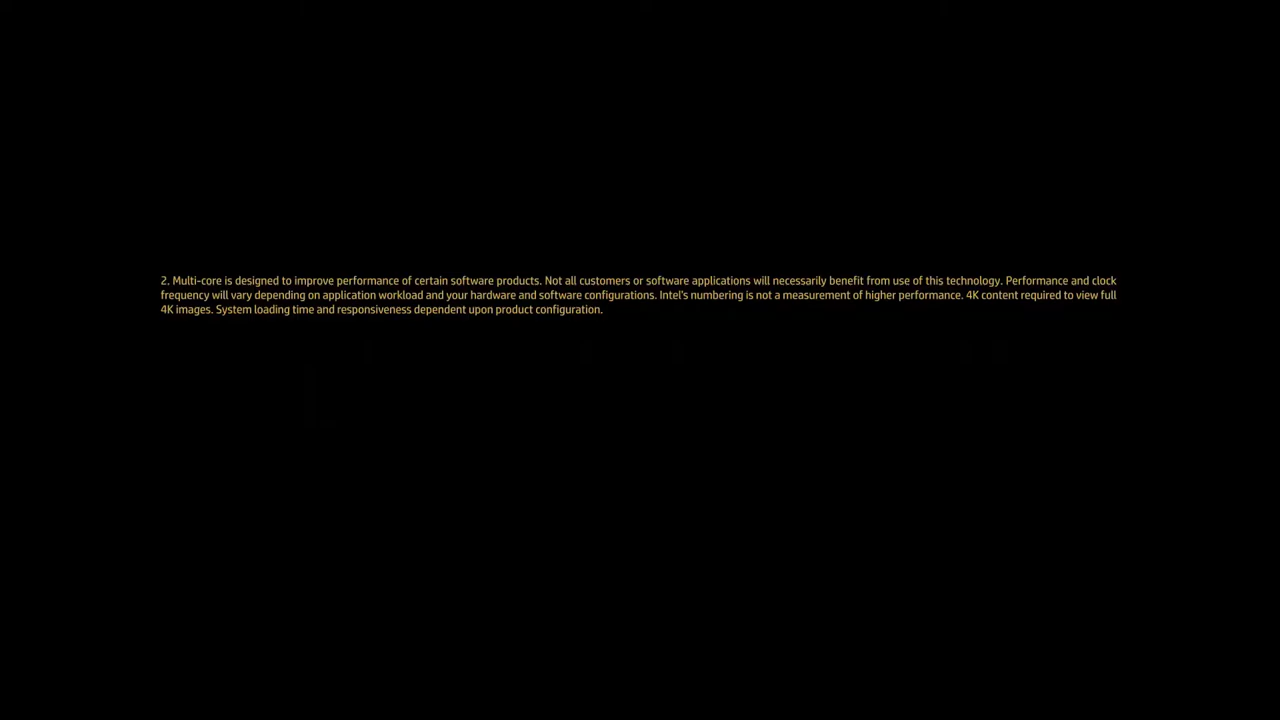 2. Multi-core is designed to improve performance of certain software products. Not all customers or software applications will necessarily benefit from use of this technology. Performance and clock
frequency will vary depending on application workload and your hardware and software configurations. Intel's numbering is not a measurement of higher performance. 4K content required to view full
4K images. System loading time and responsiveness dependent upon product configuration.